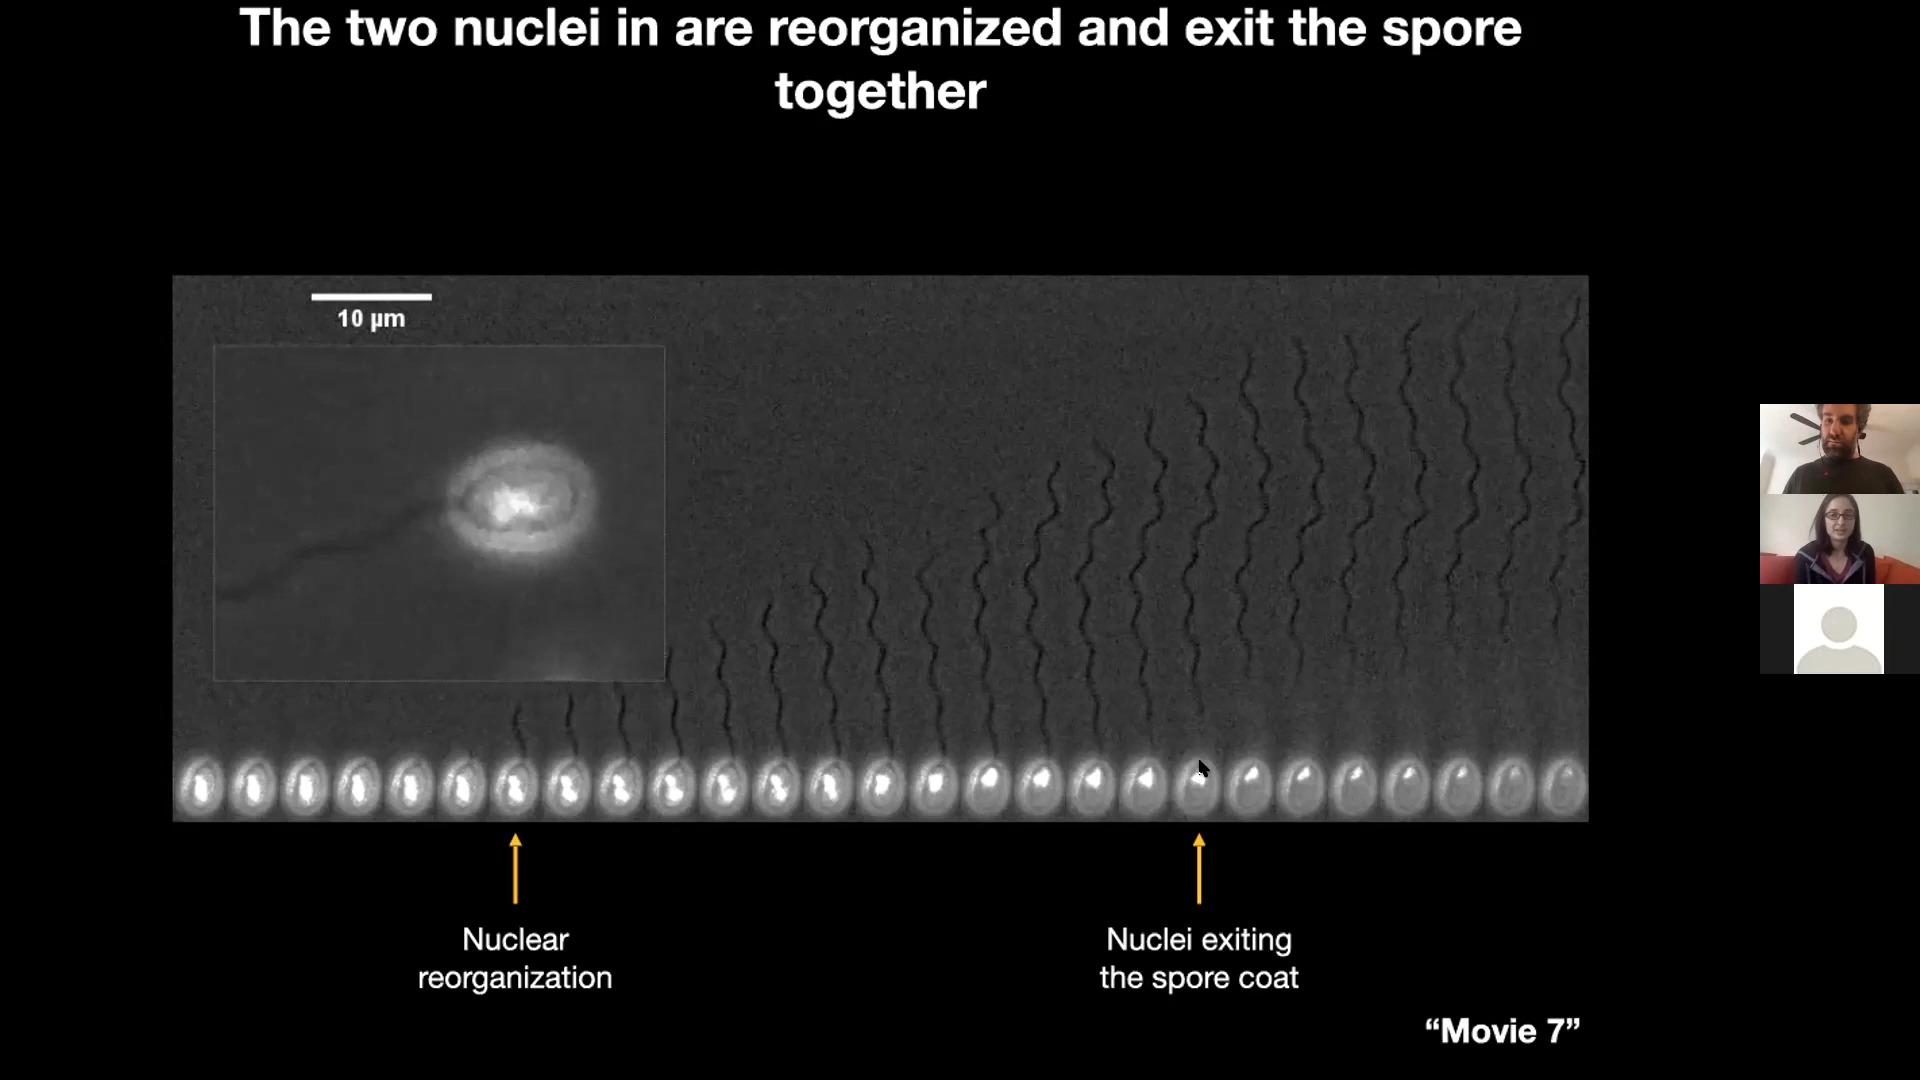 The two nuclei in are reorganized and exit the spore
together
10 µm
Nuclear
reorganization
Nuclei exiting
the spore coat
“Movie 7”